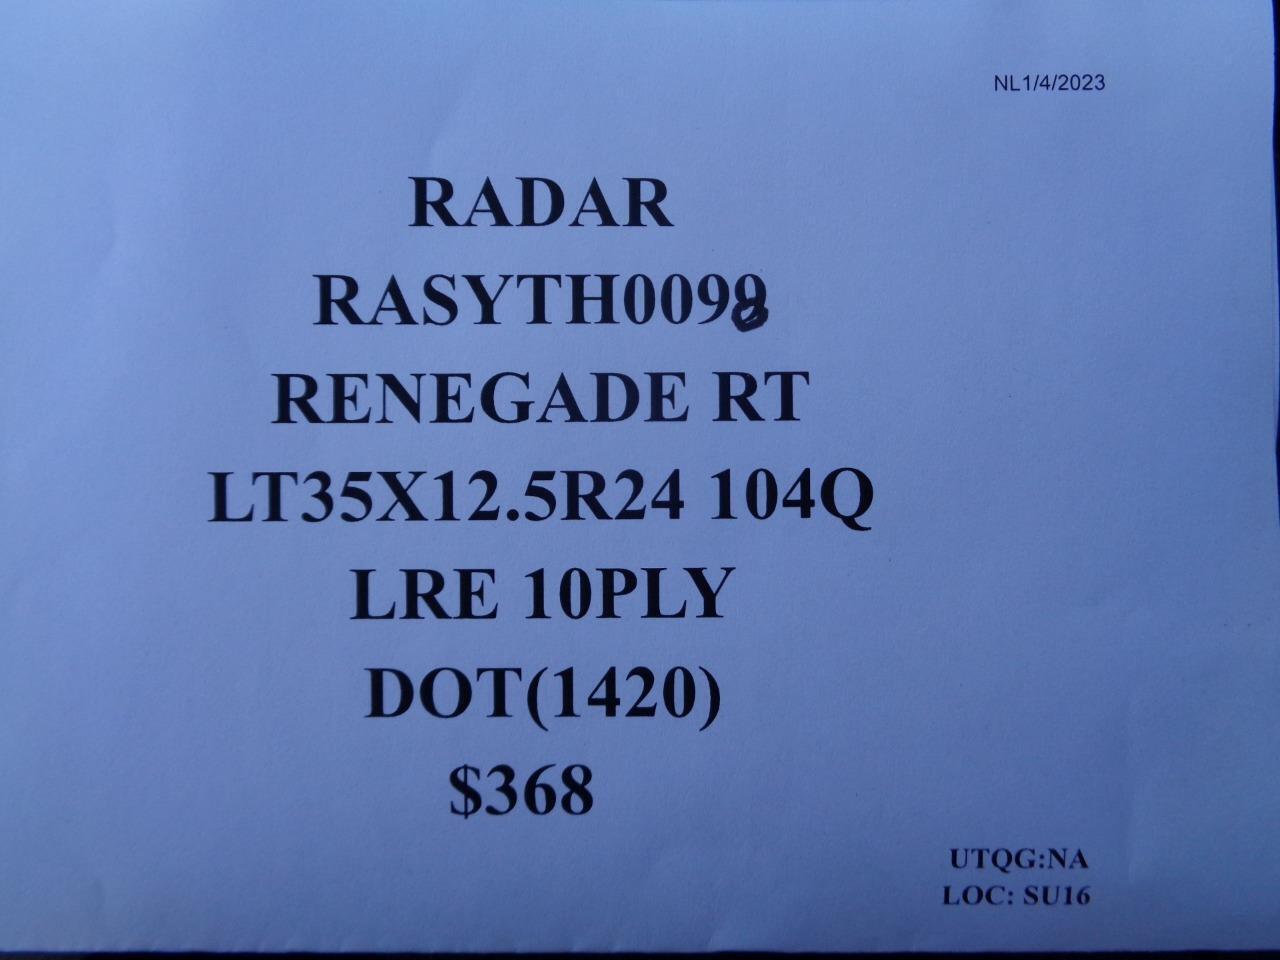 NL1/4/2023
RADAR
RASYTH0098
RENEGADE RT
LT35X12.5R24 104Q
LRE 10PLY
DOT(1420)
$368
UTQG:NA
LOC: SU16